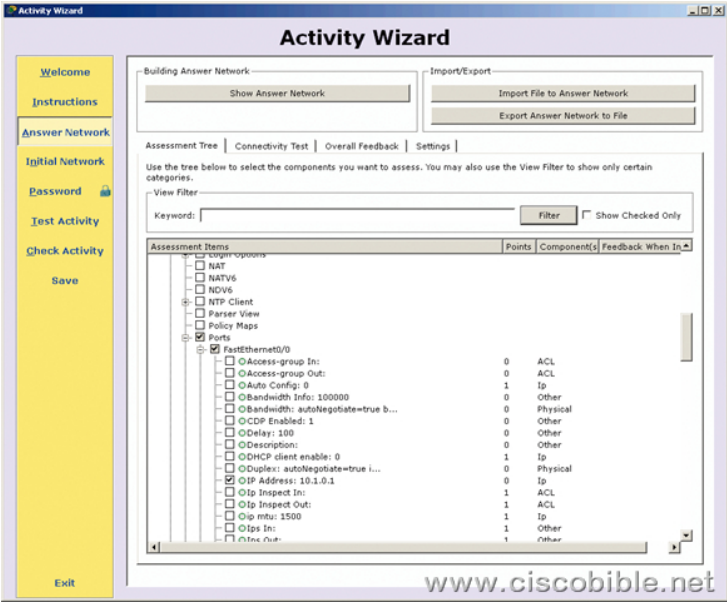 Activity Wizard
Activity Wizard
Welcome
Instructions
Answer Network
Initial Network
Password
Test Activity
Check Activity
Save
Exit
Building Answer Network
Show Answer Network
Import/Export
Import File to Answer Network
Export Answer Network to File
Assessment Tree Connectivity Test Overall Feedback Settings
Use the tree below to select the components you want to assess. You may also use the View Filter to show only certain
categories.
View Filter
Keyword: Filter Show Checked Only
Assessment Items Points Component(s Feedback When In
Login Options
NAT
NATV6
NDV6
NTP Client
Parser View
Policy Maps
Ports
FastEthernet0/0
Access-group In: 0 ACL
Access-group Out: 0 ACL
Auto Config: 0 1 Ip
Bandwidth Info: 100000 0 Other
Bandwidth: autoNegotiate=true b... 0 Physical
CDP Enabled: 1 0 Other
Delay: 100 0 Other
Description: 0 Other
DHCP client enable: 0 1 Ip
Duplex: autoNegotiate=true i... 0 Physical
IP Address: 10.1.0.1 0 Ip
Ip Inspect In: 1 ACL
Ip Inspect Out: 1 ACL
ip mtu: 1500 1 Ip
Ips In: 1 Other
Ips Out: 1 Other
www.ciscobible.net